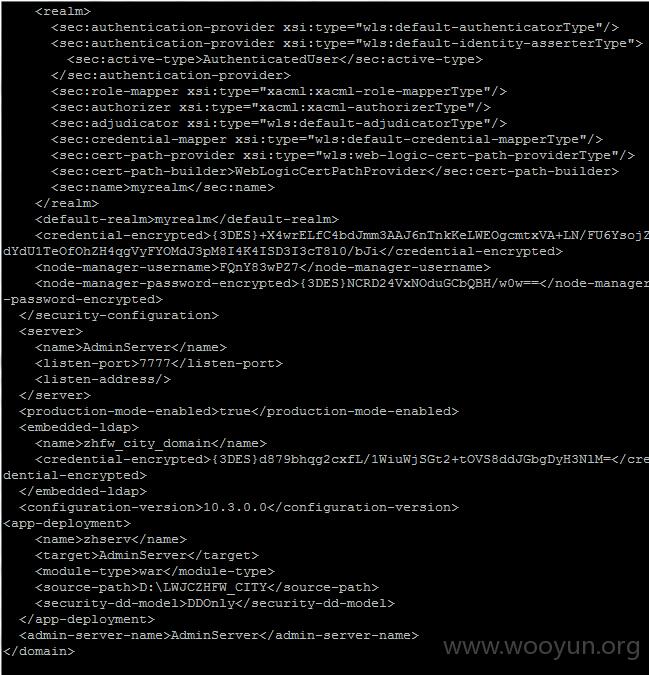 <realm>
<sec:authentication-provider xsi:type="wls:default-authenticatorType"/>
<sec:authentication-provider xsi:type="wls:default-identity-asserterType">
<sec:active-type>AuthenticatedUser</sec:active-type>
</sec:authentication-provider>
<sec:role-mapper xsi:type="xacml:xacml-role-mapperType"/>
<sec:authorizer xsi:type="xacml:xacml-authorizerType"/>
<sec:adjudicator xsi:type="wls:default-adjudicatorType"/>
<sec:credential-mapper xsi:type="wls:default-credential-mapperType"/>
<sec:cert-path-provider xsi:type="wls:web-logic-cert-path-providerType"/>
<sec:cert-path-builder>WebLogicCertPathProvider</sec:cert-path-builder>
<sec:name>myrealm</sec:name>
</realm>
<default-realm>myrealm</default-realm>
<credential-encrypted>{3DES}+X4wrELfC4bdJmm3AAJ6nTnkKeLWEOgcmtxVA+LN/FU6YsojZ
dYdU1TeOfOhZH4qgVyFYOMdJ3pM8I4K4ISD3I3cT8l0/bJi</credential-encrypted>
<node-manager-username>FQnY83wPZ7</node-manager-username>
<node-manager-password-encrypted>{3DES}NCRD24VxNOduGCbQBH/w0w==</node-manager
-password-encrypted>
</security-configuration>
<server>
<name>AdminServer</name>
<listen-port>7777</listen-port>
<listen-address/>
</server>
<production-mode-enabled>true</production-mode-enabled>
<embedded-ldap>
<name>zhfw_city_domain</name>
<credential-encrypted>{3DES}d879bhqg2cxfL/1WiuWjSGt2+tOVS8ddJGbgDyH3NlM=</cre
dential-encrypted>
</embedded-ldap>
<configuration-version>10.3.0.0</configuration-version>
<app-deployment>
<name>zhserv</name>
<target>AdminServer</target>
<module-type>war</module-type>
<source-path>D:\LWJCZHFW_CITY</source-path>
<security-dd-model>DDOnly</security-dd-model>
</app-deployment>
<admin-server-name>AdminServer</admin-server-name>
</domain>
www.wooyun.org